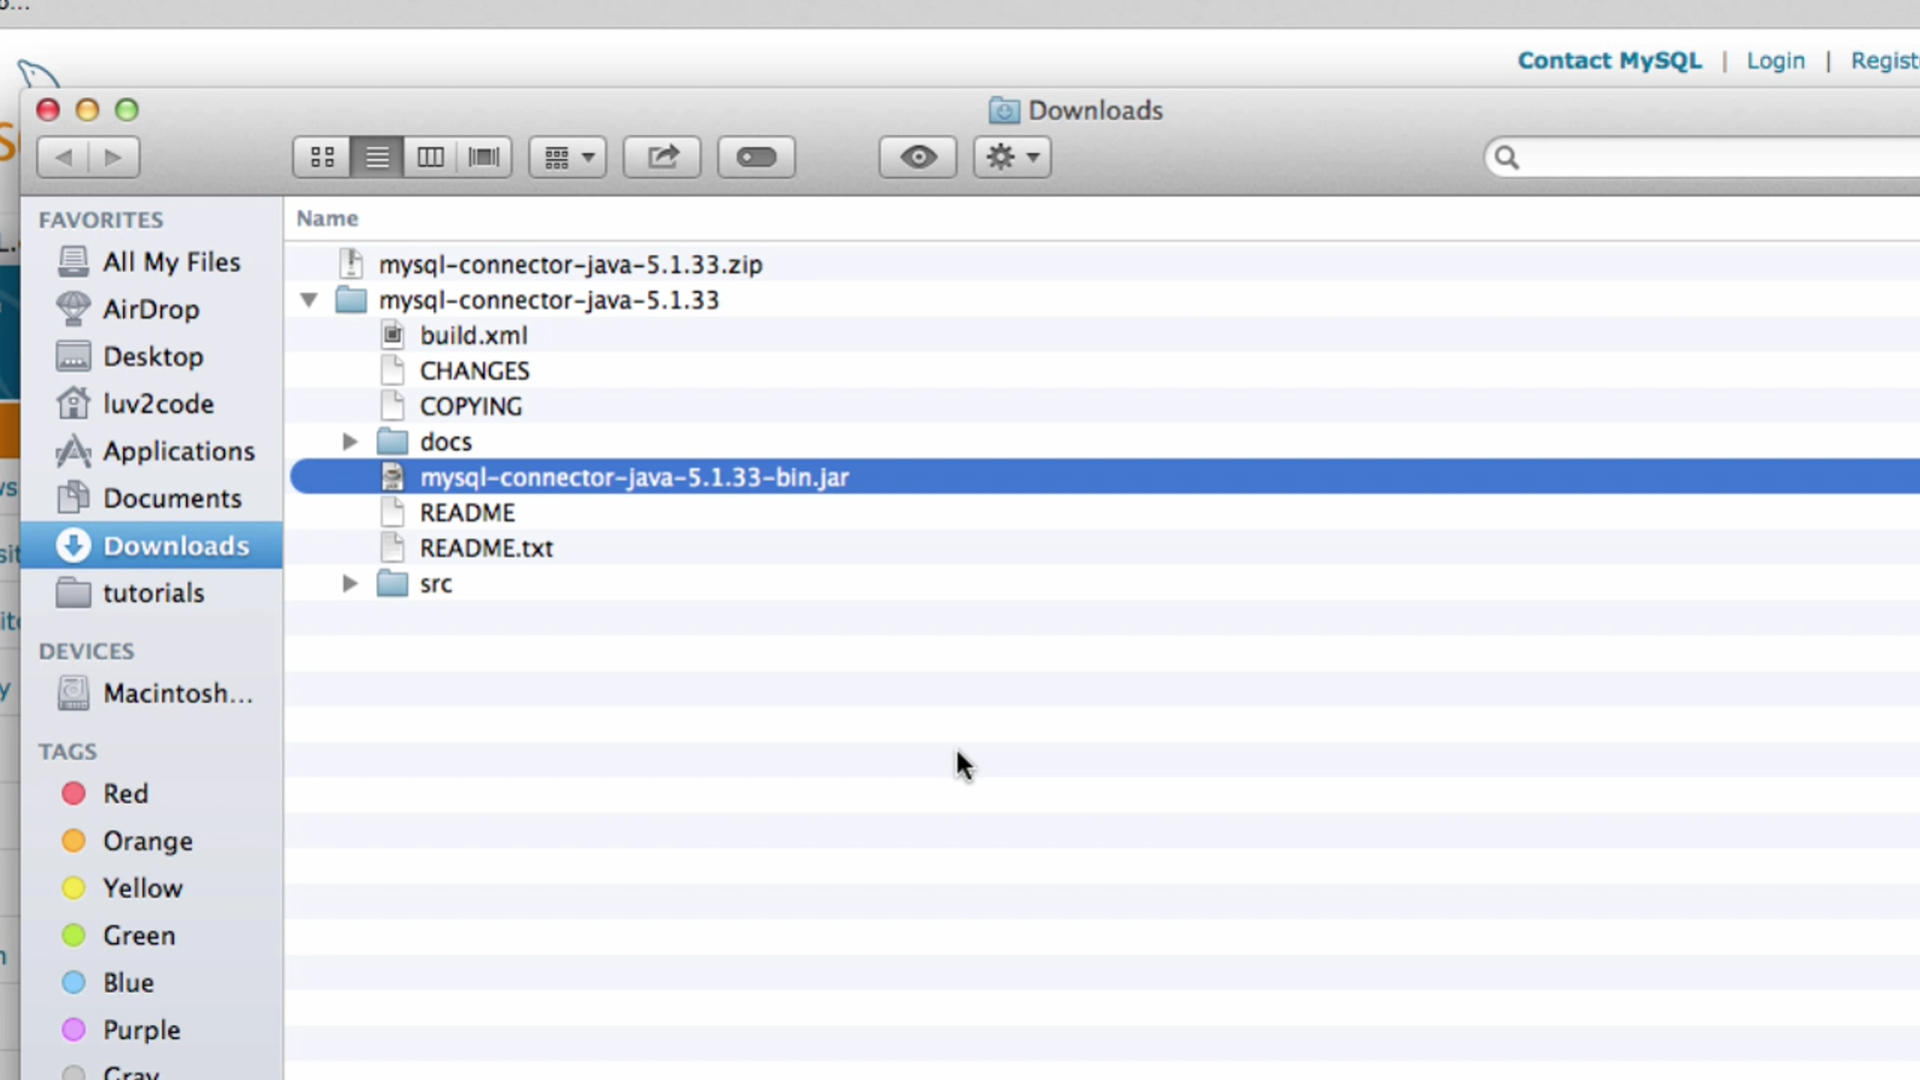 Contact MySQL | Login |
Downloads
FAVORITES
All My Files
AirDrop
Desktop
luv2code
Applications
Documents
Downloads
tutorials
DEVICES
Macintosh...
TAGS
Red
Orange
Yellow
Green
Blue
Purple
Gray
Name
mysql-connector-java-5.1.33.zip
mysql-connector-java-5.1.33
build.xml
CHANGES
COPYING
docs
mysql-connector-java-5.1.33-bin.jar
README
README.txt
src